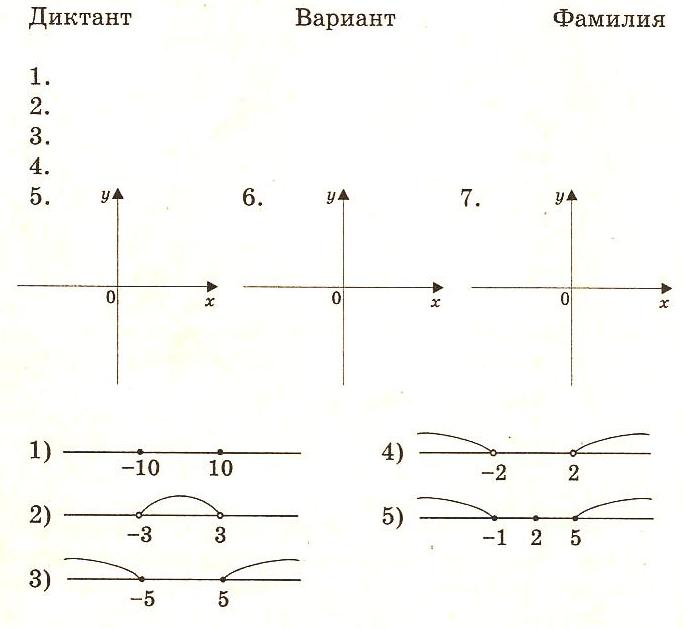 Диктант Вариант Фамилия
1.
2.
3.
4.
5. y 6. y 7. y
0 x 0 x 0 x
1) 4)
–10 10 –2 2
2) 5)
–3 3 –1 2 5
3)
–5 5